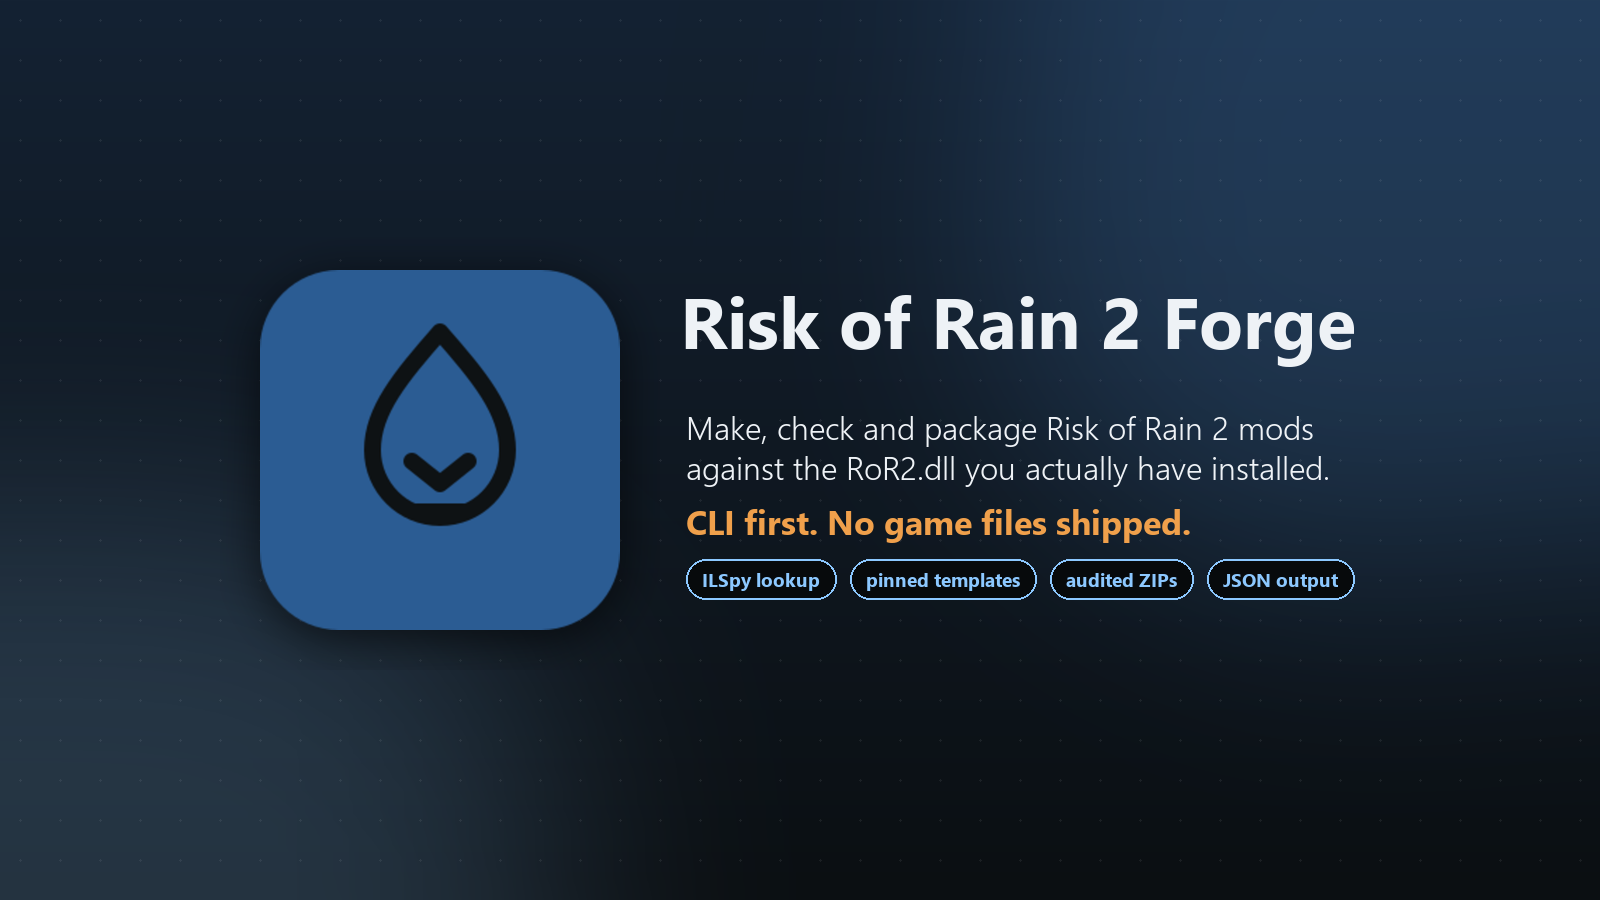 Risk of Rain 2 Forge
Make, check and package Risk of Rain 2 mods
against the RoR2.dll you actually have installed.
CLI first. No game files shipped.
ILSpy lookup
pinned templates
audited ZIPs
JSON output